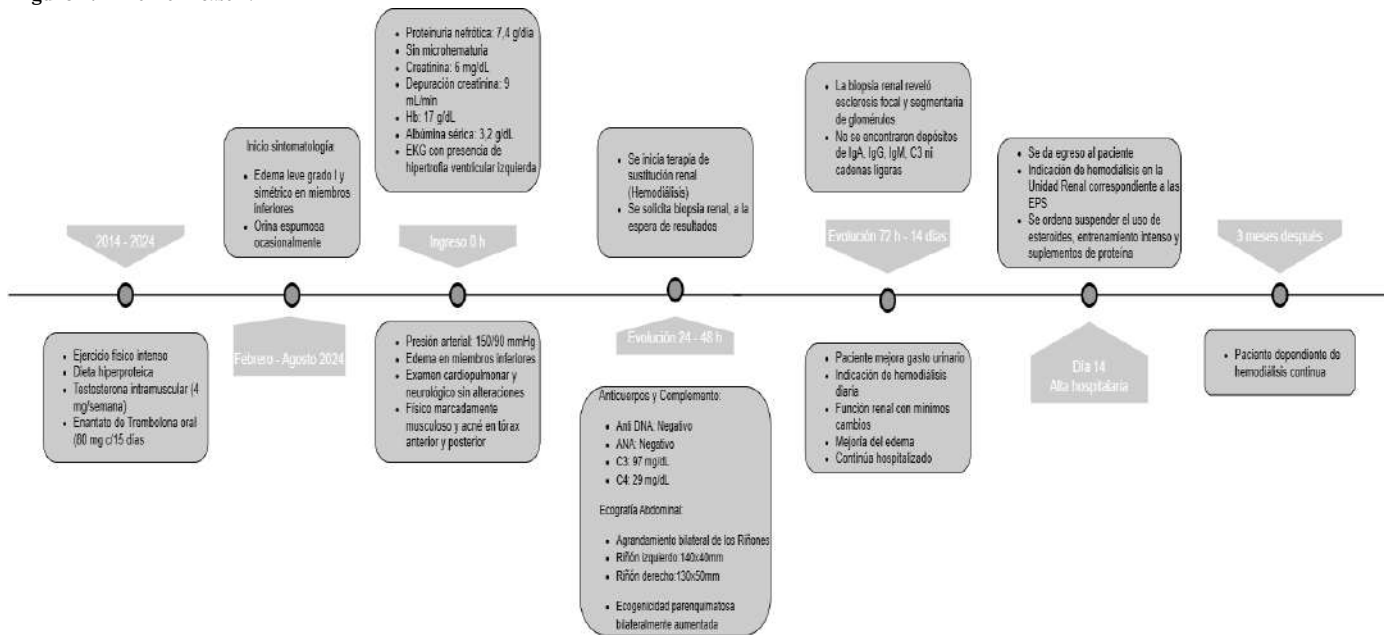 2014 - 2024
• Ejercicio físico intenso
• Dieta hiperproteica
• Testosterona intramuscular (4
mg/semana)
• Enantato de Trombolona oral
(80 mg c/15 días
Inicio sintomatología:
• Edema leve grado I y
simétrico en miembros
inferiores
• Orina espumosa
ocasionalmente
Febrero - Agosto 2024
• Proteinuria nefrótica: 7,4 g/día
• Sin microhematuria
• Creatinina: 6 mg/dL
• Depuración creatinina: 9
mL/min
• Hb: 17 g/dL
• Albúmina sérica: 3,2 g/dL
• EKG con presencia de
hipertrofia ventricular izquierda
Ingreso 0 h
• Presión arterial: 150/90 mmHg
• Edema en miembros inferiores
• Examen cardiopulmonar y
neurológico sin alteraciones
• Físico marcadamente
musculoso y acné en tórax
anterior y posterior
• Se inicia terapia de
sustitución renal
(Hemodiálisis)
• Se solicita biopsia renal, a la
espera de resultados
Evolución 24 - 48 h
Anticuerpos y Complemento:
• Anti DNA: Negativo
• ANA: Negativo
• C3: 97 mg/dL
• C4: 29 mg/dL
Ecografía Abdominal:
• Agrandamiento bilateral de los Riñones
• Riñón izquierdo:140x40mm
• Riñón derecho:130x50mm
• Ecogenicidad parenquimatosa
bilateralmente aumentada
• La biopsia renal reveló
esclerosis focal y segmentaria
de glomérulos
• No se encontraron depósitos
de IgA, IgG, IgM, C3 ni
cadenas ligeras
Evolución 72 h - 14 días
• Paciente mejora gasto urinario
• Indicación de hemodiálisis
diaria
• Función renal con mínimos
cambios
• Mejoría del edema
• Continúa hospitalizado
• Se da egreso al paciente
• Indicación de hemodiálisis en la
Unidad Renal correspondiente a las
EPS
• Se ordena suspender el uso de
esteroides, entrenamiento intenso y
suplementos de proteína
Día 14
Alta hospitalaria
3 meses después
• Paciente dependiente de
hemodiálisis continua